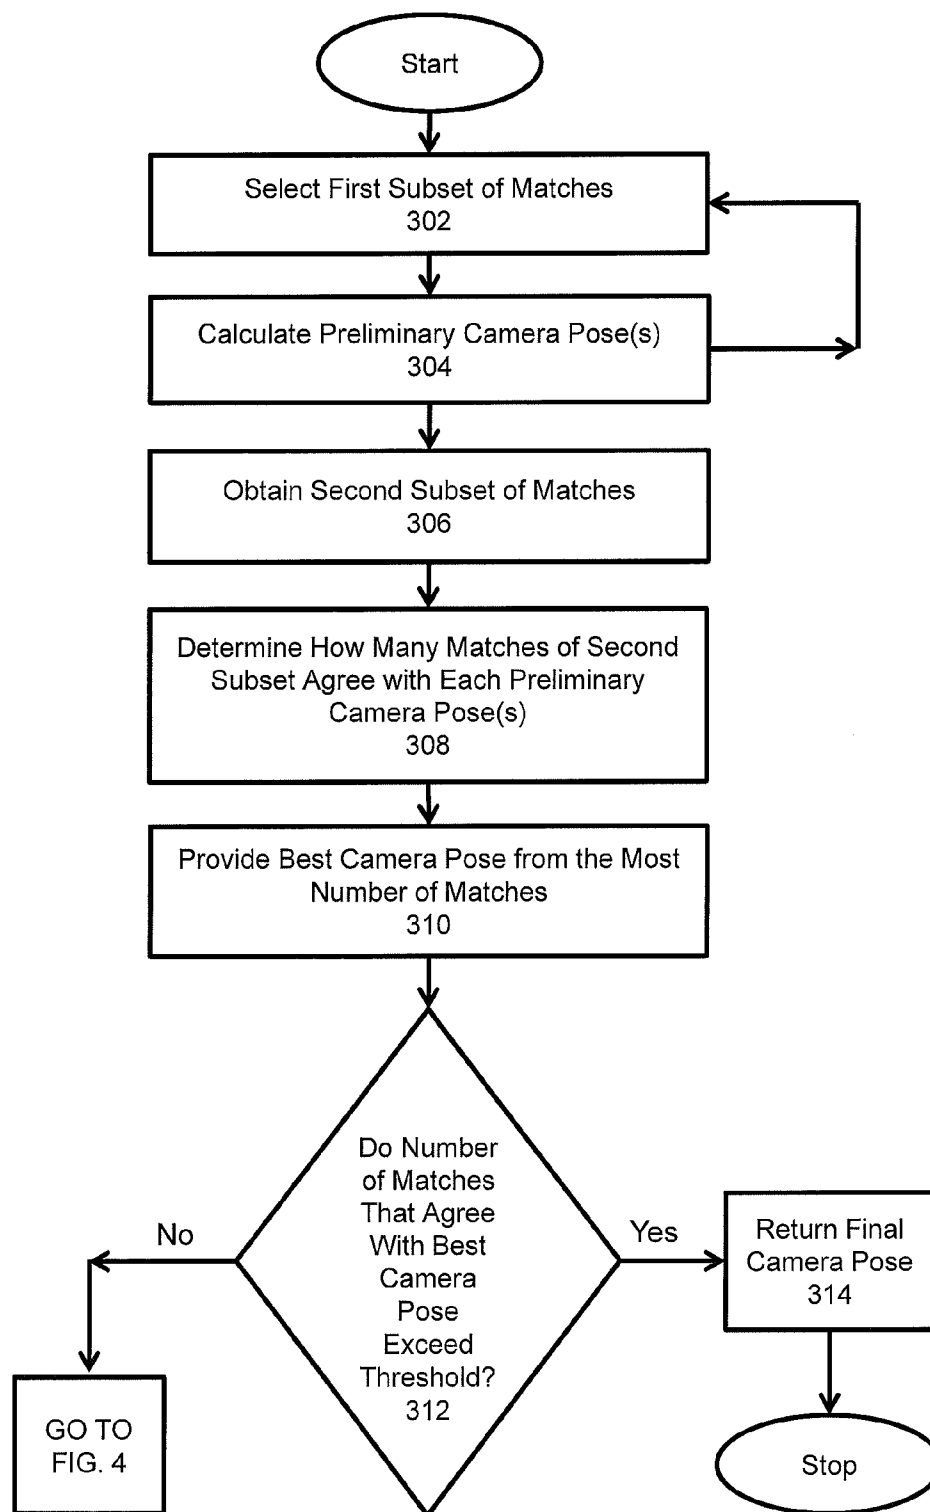 Start
Select First Subset of Matches
302
Calculate Preliminary Camera Pose(s)
304
Obtain Second Subset of Matches
306
Determine How Many Matches of Second
Subset Agree with Each Preliminary
Camera Pose(s)
308
Provide Best Camera Pose from the Most
Number of Matches
310
Do Number
of Matches
That Agree
With Best
Camera
Pose
Exceed
Threshold?
312
No
Yes
Return Final
Camera Pose
314
GO TO
FIG. 4
Stop